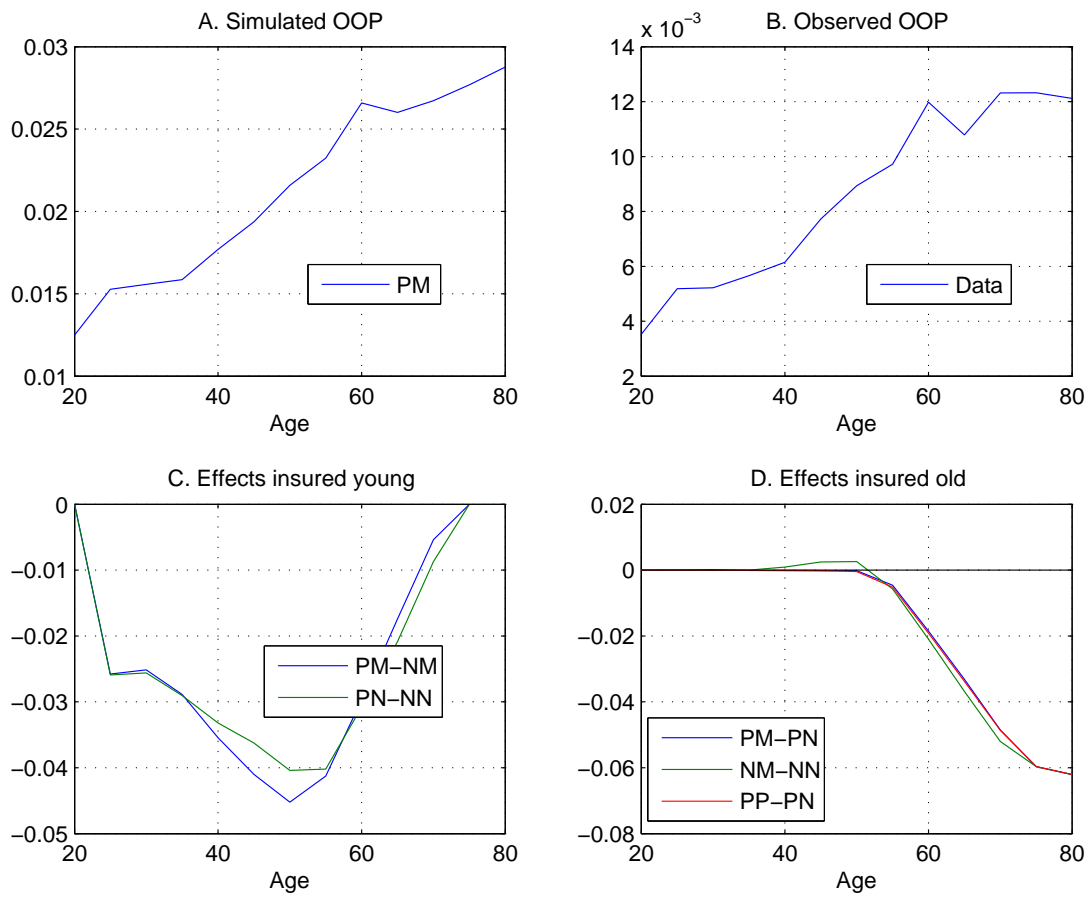 A. Simulated OOP
0.03
0.025
0.02
0.015
0.01
20
40
60
80
Age
PM
B. Observed OOP
x 10^-3
14
12
10
8
6
4
2
20
40
60
80
Age
Data
C. Effects insured young
0
−0.01
−0.02
−0.03
−0.04
−0.05
20
40
60
80
Age
PM−NM
PN−NN
D. Effects insured old
0.02
0
−0.02
−0.04
−0.06
−0.08
20
40
60
80
Age
PM−PN
NM−NN
PP−PN